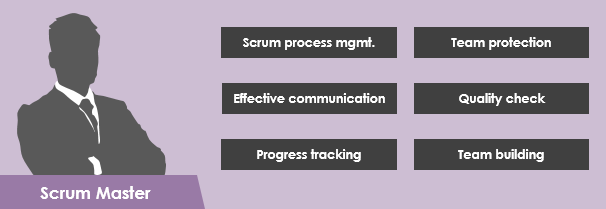 Scrum process mgmt.
Team protection
Effective communication
Quality check
Progress tracking
Team building
Scrum Master